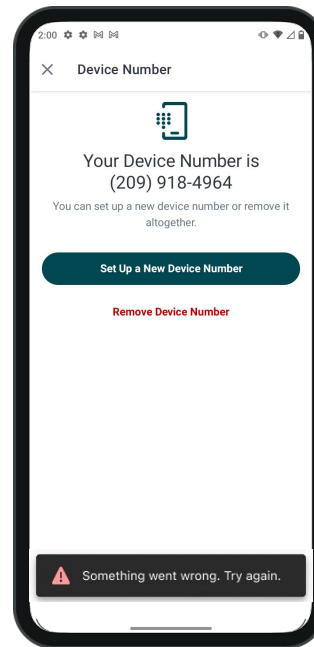 2:00
Device Number
Your Device Number is
(209) 918-4964
You can set up a new device number or remove it
altogether.
Set Up a New Device Number
Remove Device Number
Something went wrong. Try again.